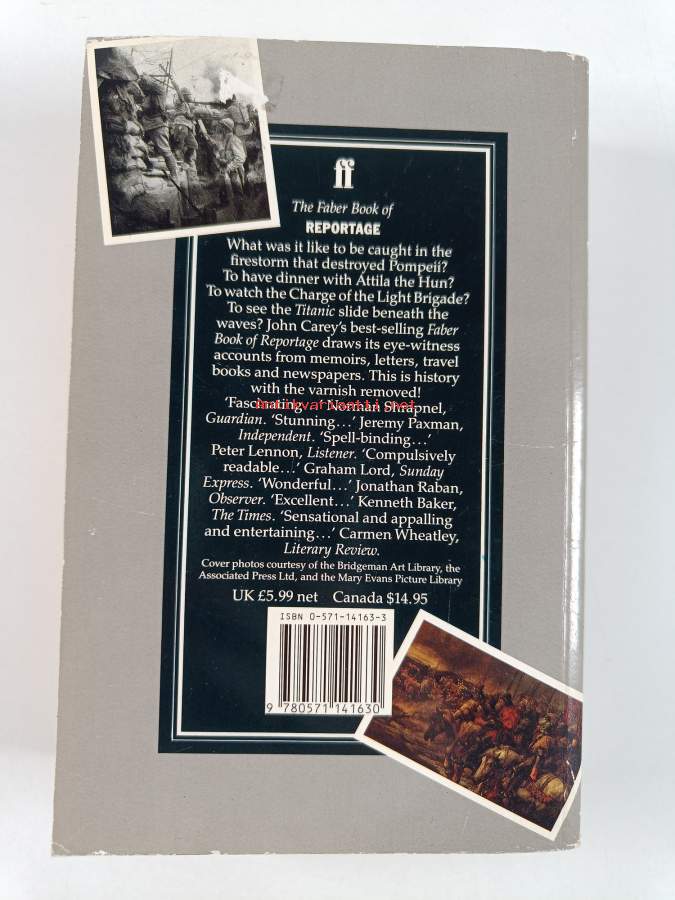 ff
The Faber Book of
REPORTAGE
What was it like to be caught in the
firestorm that destroyed Pompeii?
To have dinner with Attila the Hun?
To watch the Charge of the Light Brigade?
To see the Titanic slide beneath the
waves? John Carey's best-selling Faber
Book of Reportage draws its eye-witness
accounts from memoirs, letters, travel
books and newspapers. This is history
with the varnish removed!
'Fascinating...' Norman Shrapnel,
antikvariaatti.net
Guardian. 'Stunning...' Jeremy Paxman,
Independent. 'Spell-binding...'
Peter Lennon, Listener. 'Compulsively
readable...' Graham Lord, Sunday
Express. 'Wonderful...' Jonathan Raban,
Observer. 'Excellent...' Kenneth Baker,
The Times. 'Sensational and appalling
and entertaining...' Carmen Wheatley,
Literary Review.
Cover photos courtesy of the Bridgeman Art Library, the
Associated Press Ltd, and the Mary Evans Picture Library
UK £5.99 net Canada $14.95
ISBN 0-571-14163-3
9 780571 141630